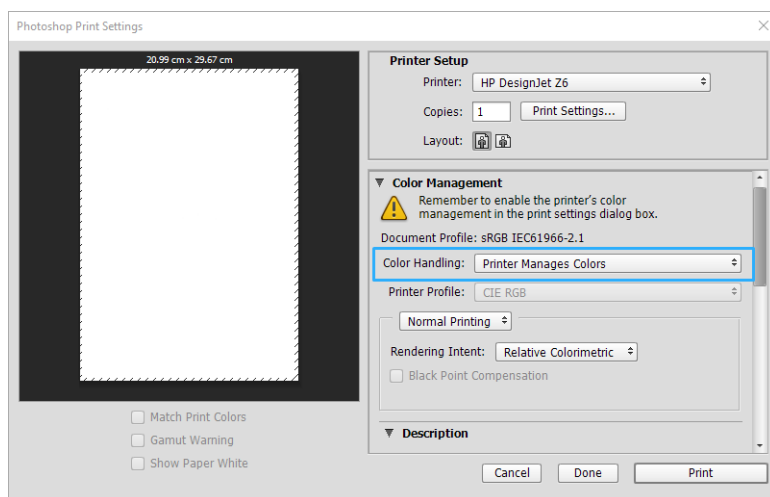 Photoshop Print Settings
20.99 cm x 29.67 cm
Match Print Colors
Gamut Warning
Show Paper White
Printer Setup
Printer: HP DesignJet Z6
Copies: 1 Print Settings...
Layout:
Color Management
Remember to enable the printer's color
management in the print settings dialog box.
Document Profile: sRGB IEC61966-2.1
Color Handling: Printer Manages Colors
Printer Profile: CIE RGB
Normal Printing
Rendering Intent: Relative Colorimetric
Black Point Compensation
Description
Cancel Done Print